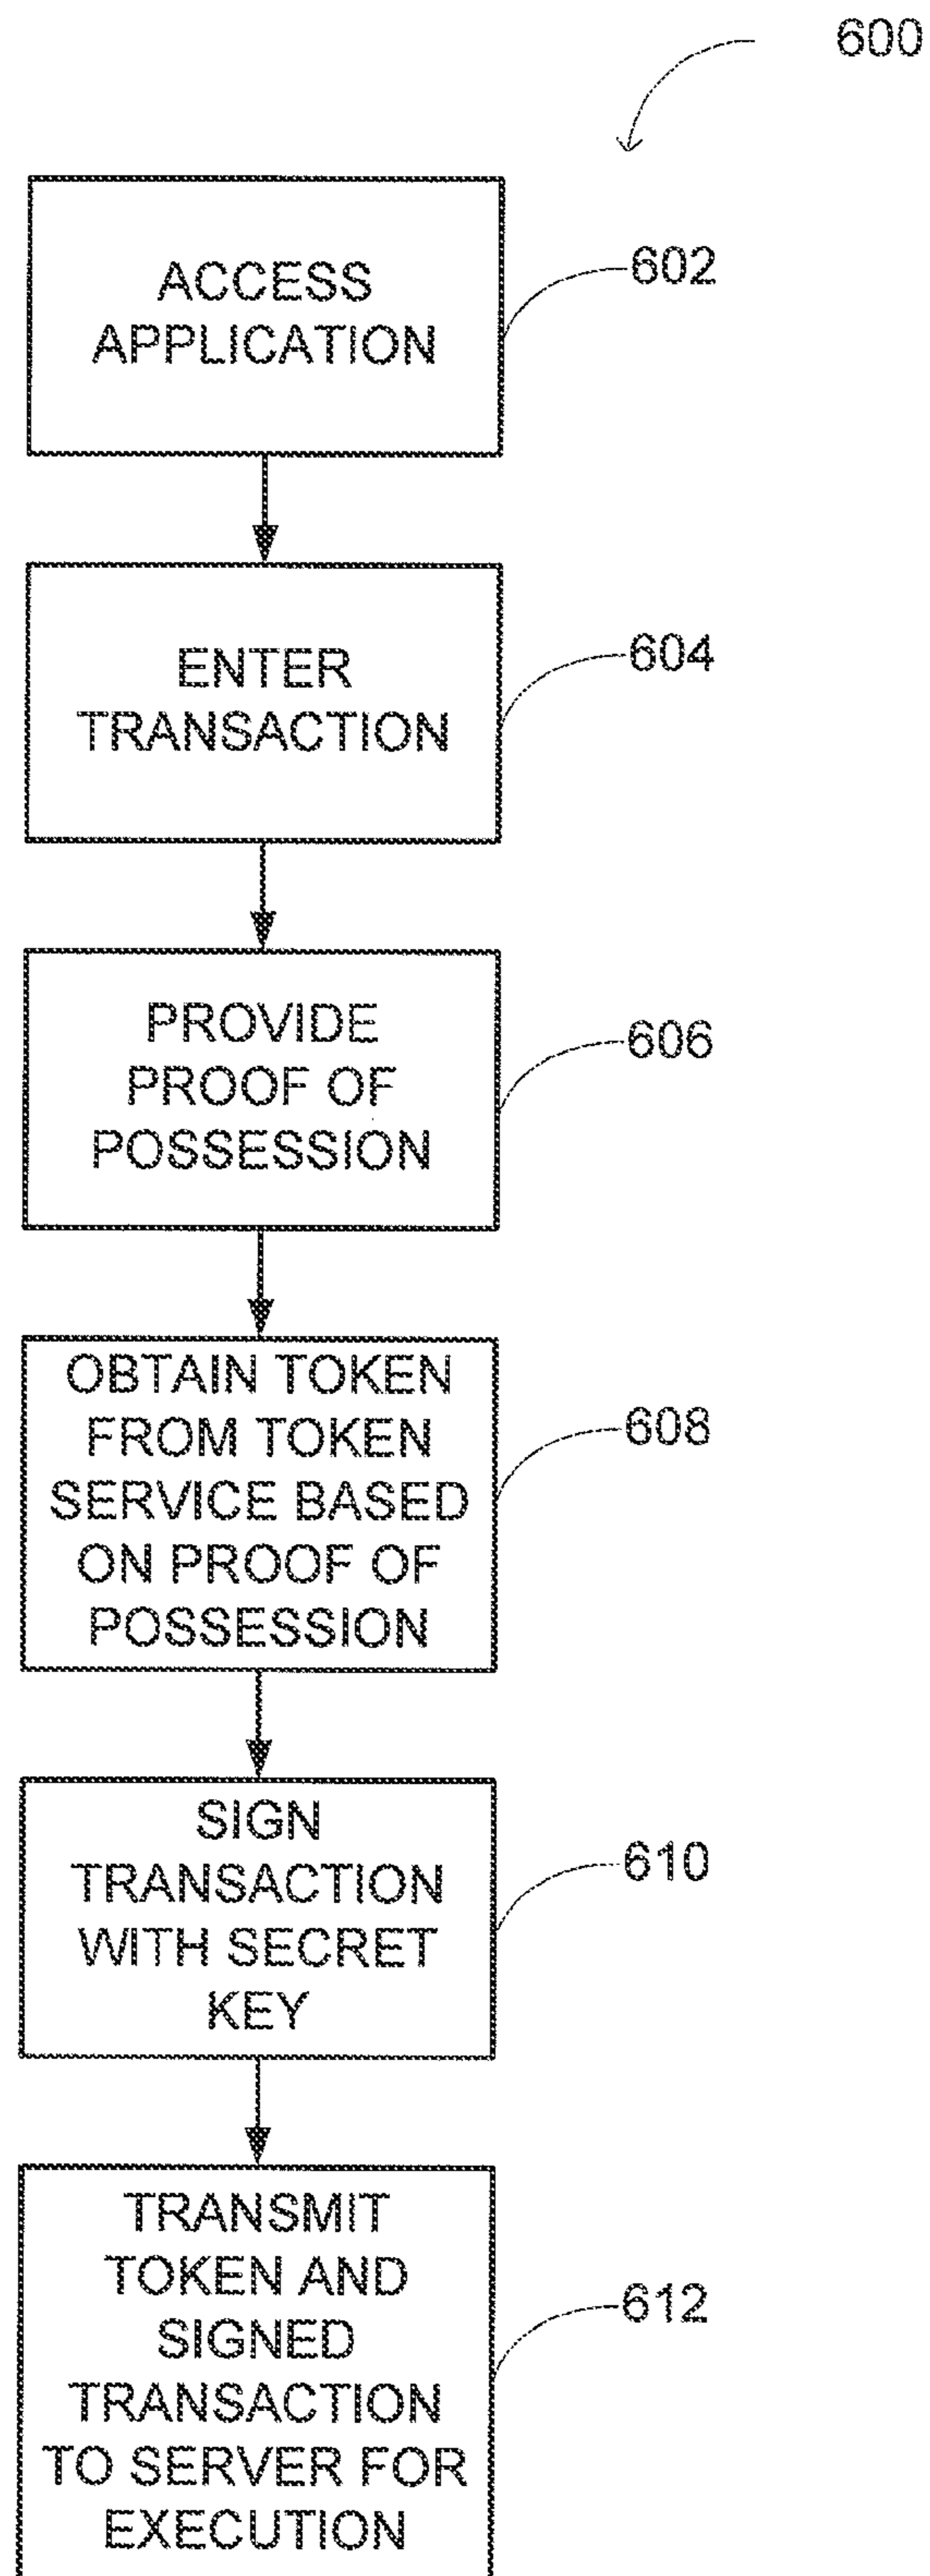 600
ACCESS
APPLICATION
602
ENTER
TRANSACTION
604
PROVIDE
PROOF OF
POSSESSION
606
OBTAIN TOKEN
FROM TOKEN
SERVICE BASED
ON PROOF OF
POSSESSION
608
SIGN
TRANSACTION
WITH SECRET
KEY
610
TRANSMIT
TOKEN AND
SIGNED
TRANSACTION
TO SERVER FOR
EXECUTION
612